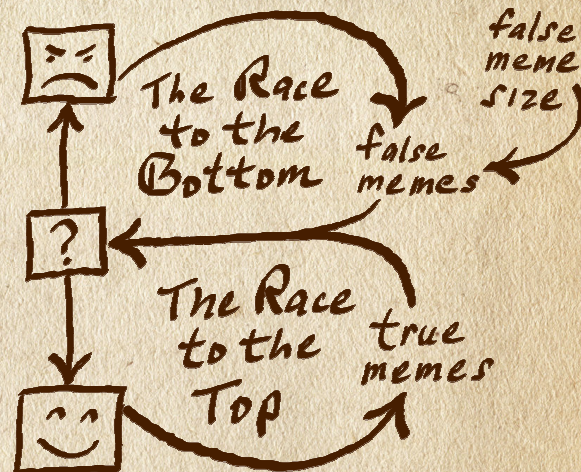 false
meme
size
The Race
to the
Bottom
false
memes
?
The Race
to the
Top
true
memes